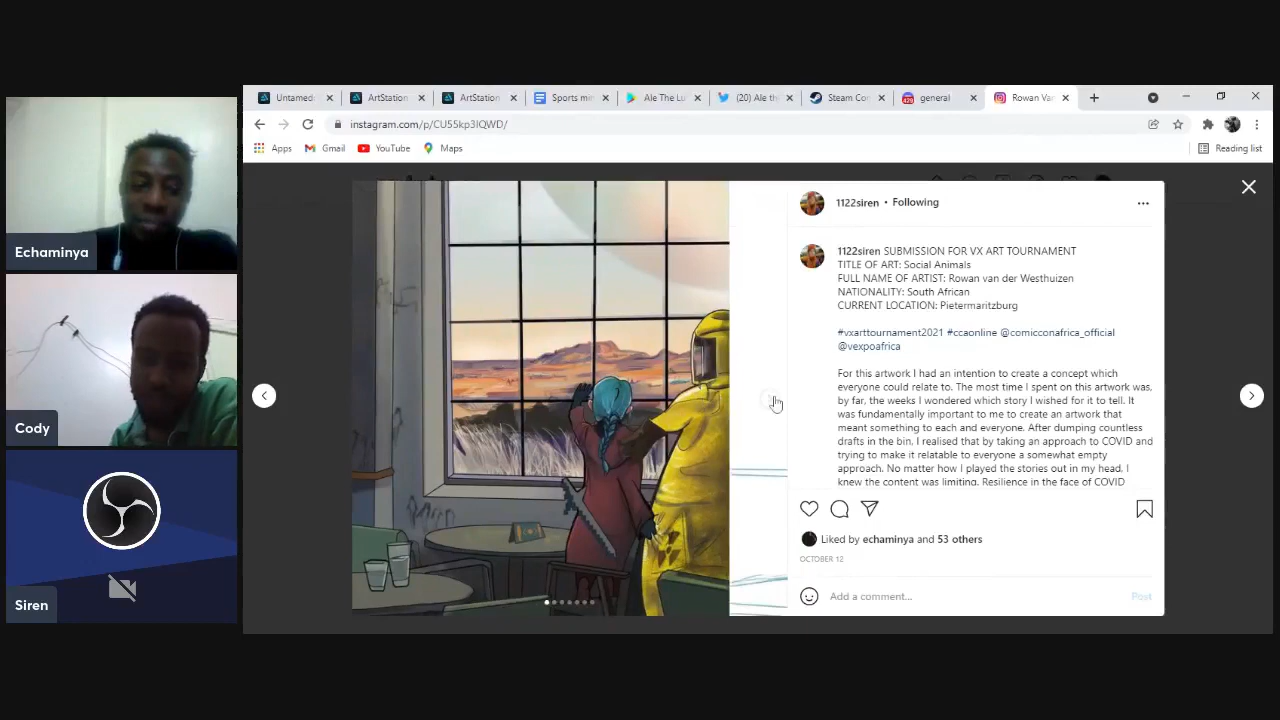 Echaminya
Cody
Siren
Untamed
ArtStation
ArtStation
Sports mi
Ale The Lu
(20) Ale th
Steam Co
general
Rowan Va
instagram.com/p/CU55kp3IQWD/
Apps
Gmail
YouTube
Maps
Reading list
1122siren • Following
1122siren SUBMISSION FOR VX ART TOURNAMENT
TITLE OF ART: Social Animals
FULL NAME OF ARTIST: Rowan van der Westhuizen
NATIONALITY: South African
CURRENT LOCATION: Pietermaritzburg
#vxarttournament2021 #ccaonline @comicconafrica_official
@vexpoafrica
For this artwork I had an intention to create a concept which
everyone could relate to. The most time I spent on this artwork was,
by far, the weeks I wondered which story I wished for it to tell. It
was fundamentally important to me to create an artwork that
meant something to each and everyone. After dumping countless
drafts in the bin, I realised that by taking an approach to COVID and
trying to make it relatable to everyone a somewhat empty
approach. No matter how I played the stories out in my head, I
knew the content was limiting. Resilience in the face of COVID
Liked by echaminya and 53 others
OCTOBER 12
Add a comment...
Post